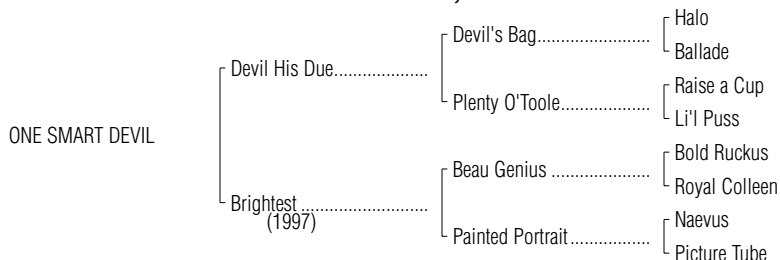 Halo
Devil's Bag
Ballade
Devil His Due
Raise a Cup
Plenty O'Toole
Li'l Puss
ONE SMART DEVIL
Bold Ruckus
Beau Genius
Royal Colleen
Brightest
(1997)
Naevus
Painted Portrait
Picture Tube